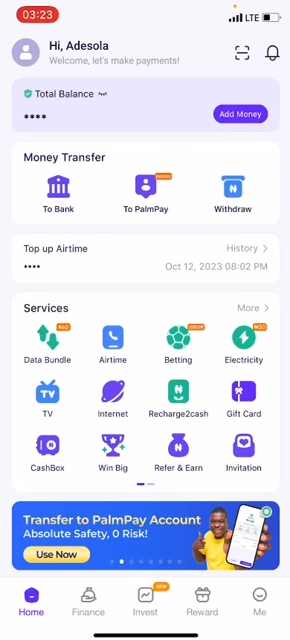 03:23
LTE
Hi, Adesola
Welcome, let's make payments!
Total Balance
****
Add Money
Money Transfer
To Bank
To PalmPay
Withdraw
Top up Airtime
History >
••••
Oct 12, 2023 08:02 PM
Services
More >
Data Bundle
Airtime
Betting
Electricity
TV
TV
Internet
Recharge2cash
Gift Card
CashBox
Win Big
Refer & Earn
Invitation
Transfer to PalmPay Account
Absolute Safety, 0 Risk!
Use Now
NEW
Home
Finance
Invest
Reward
Me